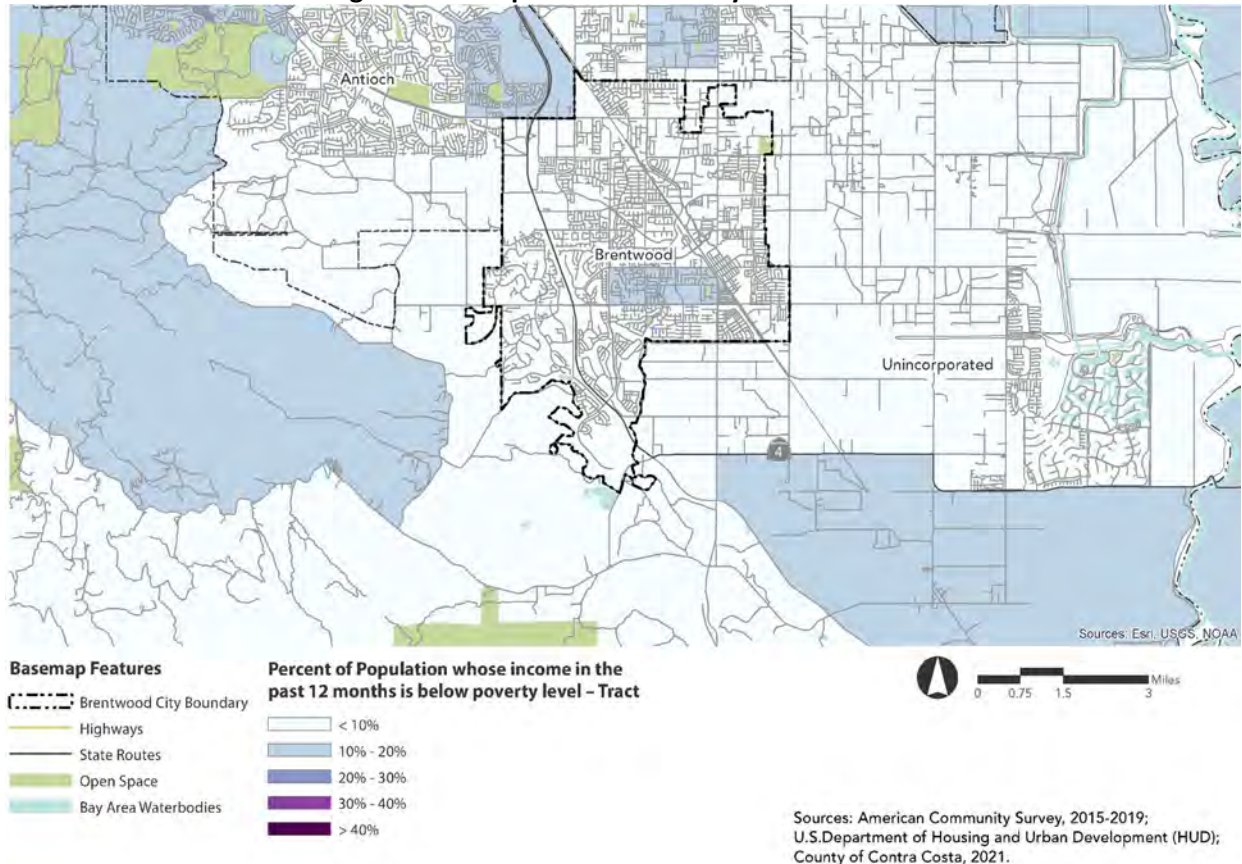 Antioch
Brentwood
Unincorporated
4
Sources: Esri, USGS, NOAA
Basemap Features
Brentwood City Boundary
Highways
State Routes
Open Space
Bay Area Waterbodies
Percent of Population whose income in the
past 12 months is below poverty level – Tract
< 10%
10% - 20%
20% - 30%
30% - 40%
> 40%
Miles
0 0.75 1.5 3
Sources: American Community Survey, 2015-2019;
U.S.Department of Housing and Urban Development (HUD);
County of Contra Costa, 2021.